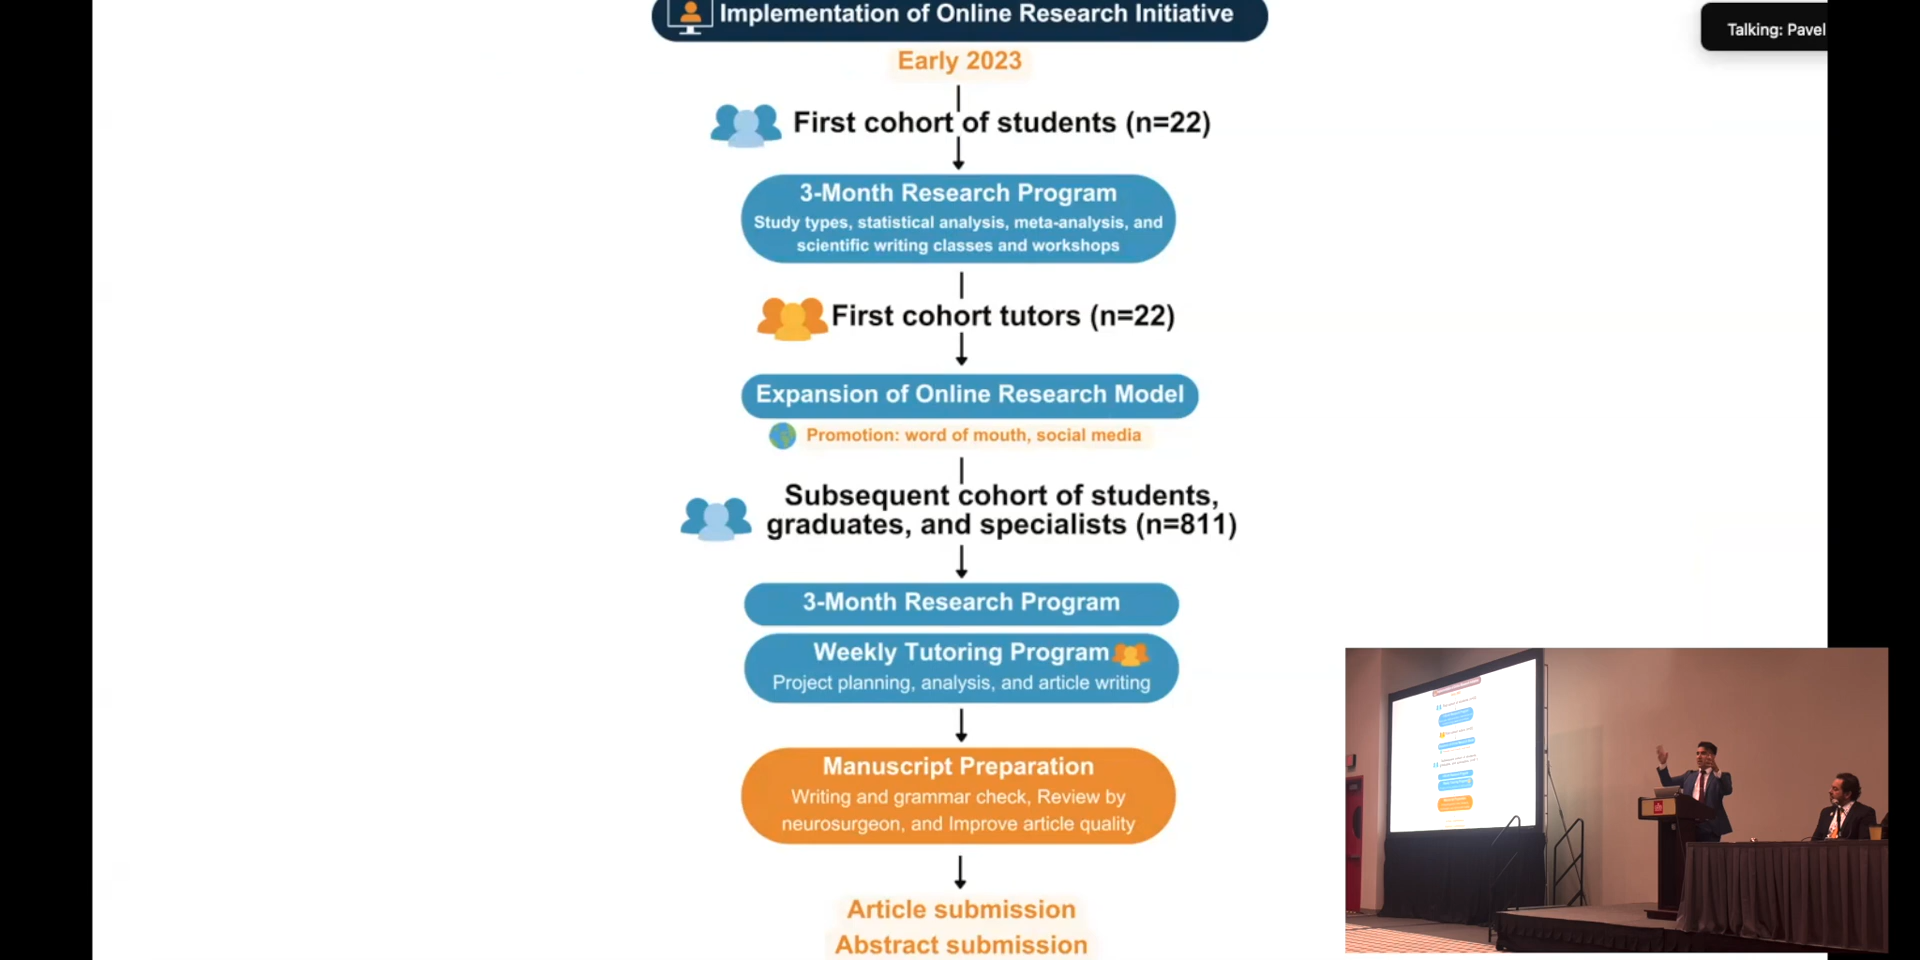 Implementation of Online Research Initiative
Talking: Pavel
Early 2023
First cohort of students (n=22)
3-Month Research Program
Study types, statistical analysis, meta-analysis, and
scientific writing classes and workshops
First cohort tutors (n=22)
Expansion of Online Research Model
Promotion: word of mouth, social media
Subsequent cohort of students,
graduates, and specialists (n=811)
3-Month Research Program
Weekly Tutoring Program
Project planning, analysis, and article writing
Manuscript Preparation
Writing and grammar check, Review by
neurosurgeon, and Improve article quality
Article submission
Abstract submission